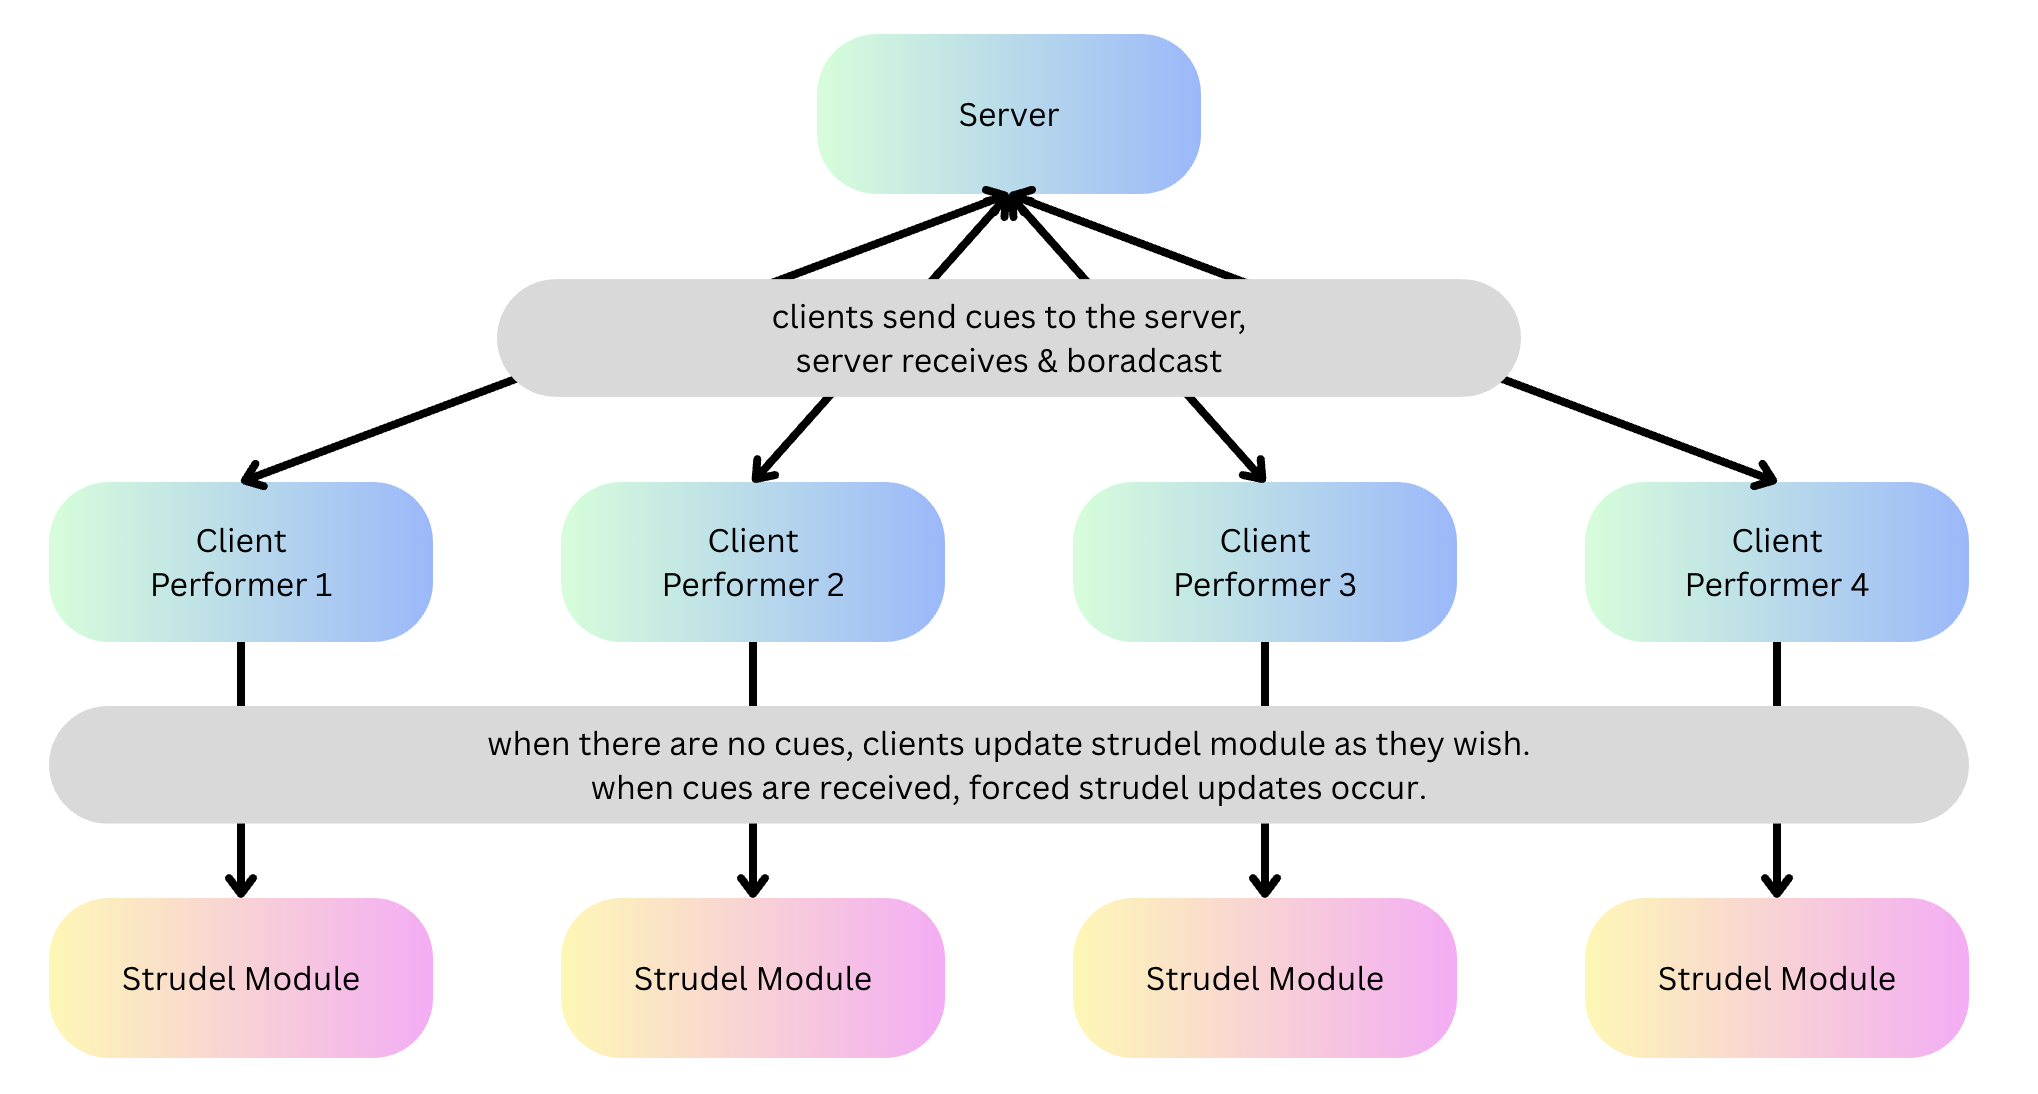 Server
clients send cues to the server,
server receives & boradcast
Client
Performer 1
Client
Performer 2
Client
Performer 3
Client
Performer 4
when there are no cues, clients update strudel module as they wish.
when cues are received, forced strudel updates occur.
Strudel Module
Strudel Module
Strudel Module
Strudel Module